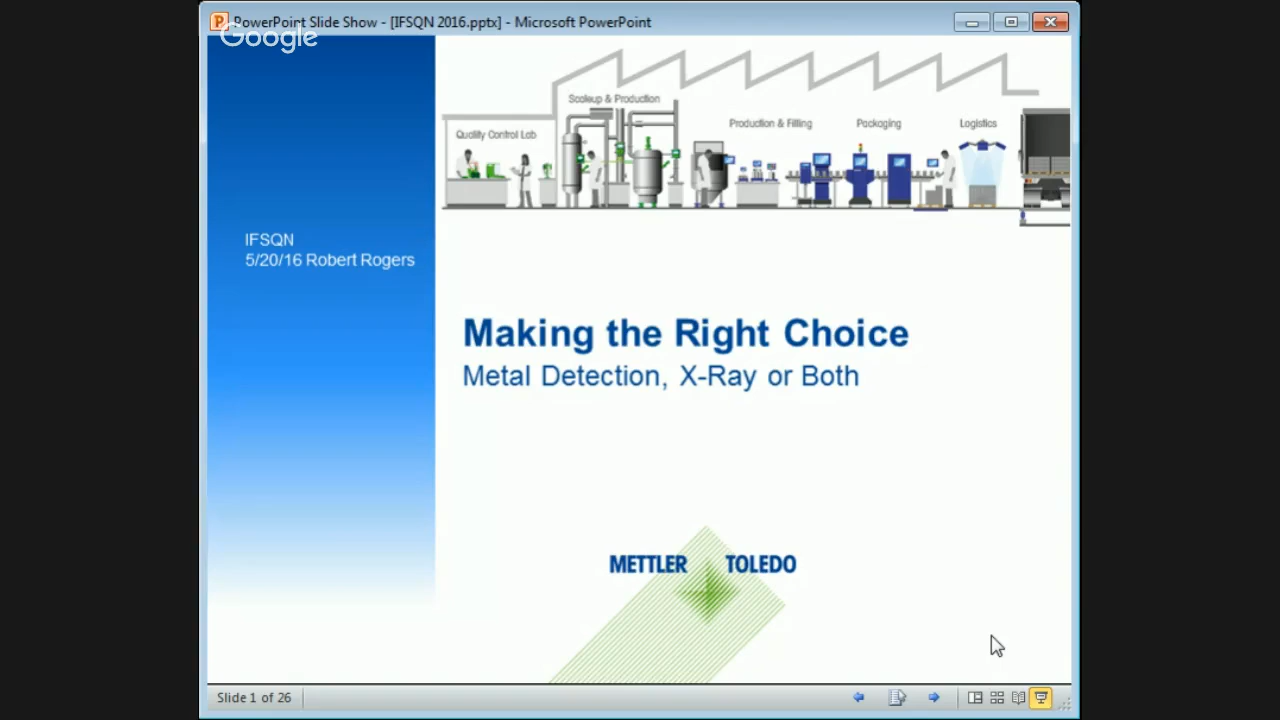 PowerPoint Slide Show - [IFSQN 2016.pptx] - Microsoft PowerPoint
Google
Scaleup & Production
Quality Control Lab
Production & Filling
Packaging
Logistics
IFSQN
5/20/16 Robert Rogers
Making the Right Choice
Metal Detection, X-Ray or Both
METTLER TOLEDO
Slide 1 of 26